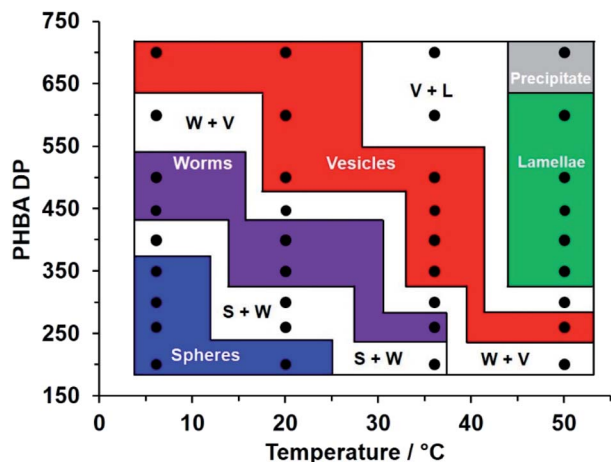 750
650
550
450
350
250
150
PHBA DP
0
10
20
30
40
50
Temperature / °C
Precipitate
V + L
W + V
Worms
Vesicles
Lamellae
S + W
Spheres
S + W
W + V